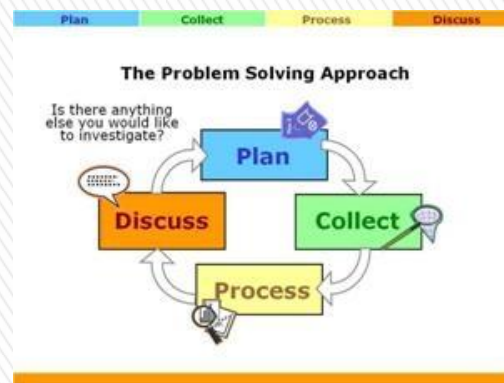 Plan Collect Process Discuss
The Problem Solving Approach
Is there anything
else you would like
to investigate?
Plan
Discuss
Collect
Process